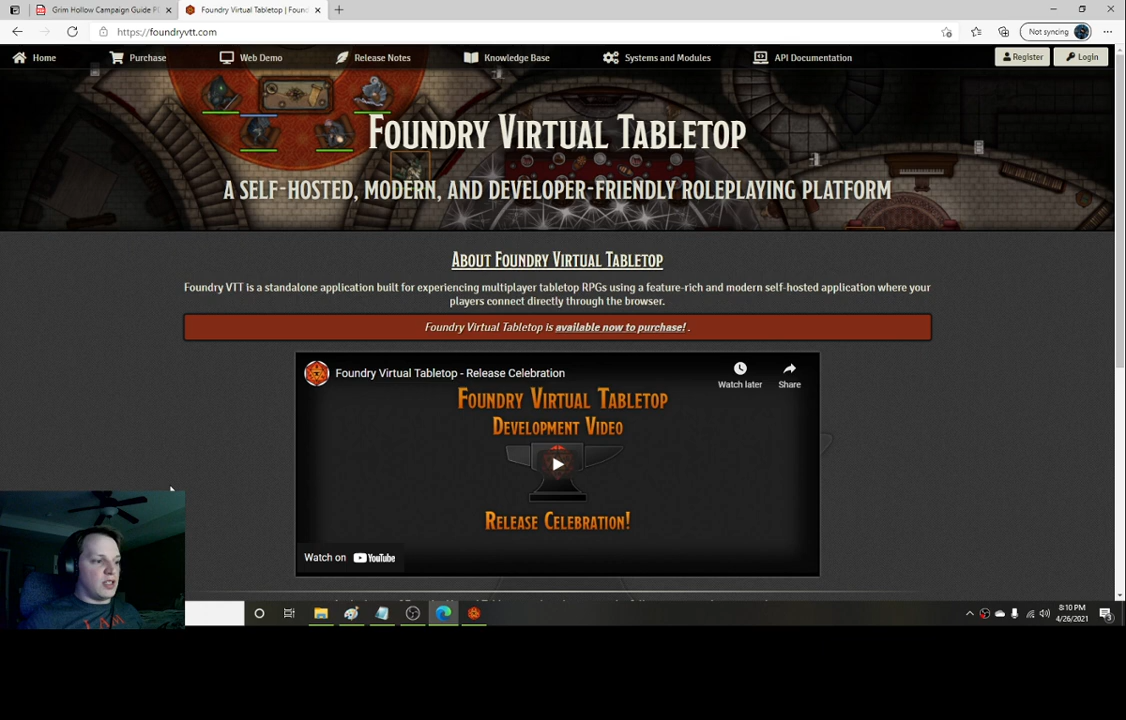 Grim Hollow Campaign Guide P
Foundry Virtual Tabletop | Foun
https://foundryvtt.com
Not syncing
Home
Purchase
Web Demo
Release Notes
Knowledge Base
Systems and Modules
API Documentation
Register
Login
FOUNDRY VIRTUAL TABLETOP
A SELF-HOSTED, MODERN, AND DEVELOPER-FRIENDLY ROLEPLAYING PLATFORM
ABOUT FOUNDRY VIRTUAL TABLETOP
Foundry VTT is a standalone application built for experiencing multiplayer tabletop RPGs using a feature-rich and modern self-hosted application where your
players connect directly through the browser.
Foundry Virtual Tabletop is available now to purchase! .
Foundry Virtual Tabletop - Release Celebration
Watch later
Share
FOUNDRY VIRTUAL TABLETOP
DEVELOPMENT VIDEO
RELEASE CELEBRATION!
Watch on YouTube
I AM
8:10 PM
4/26/2021
3